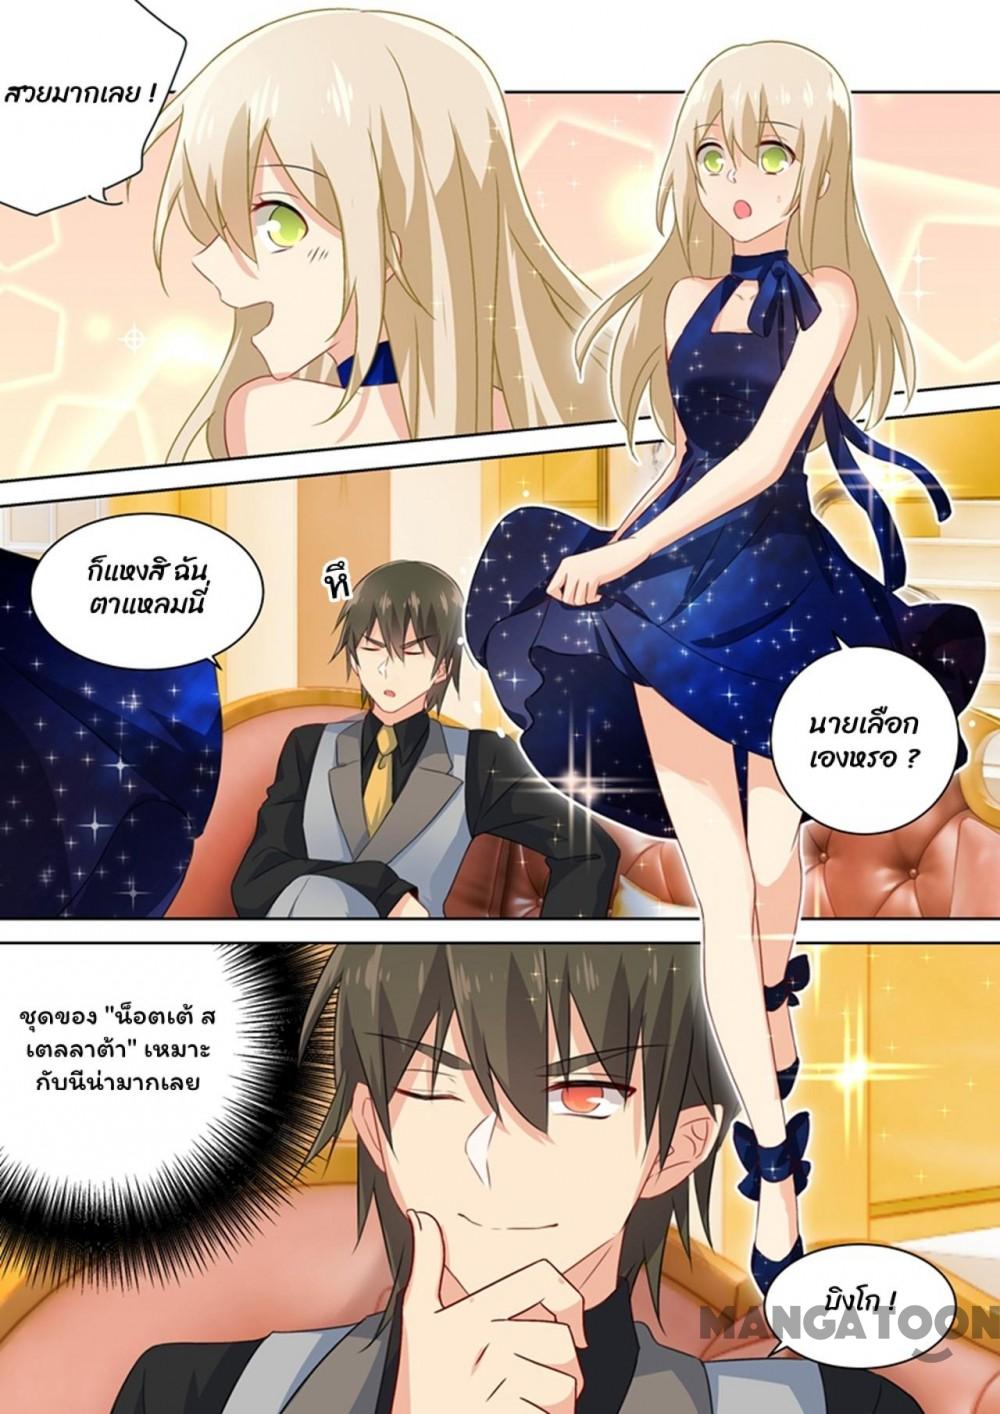 สวยมากเลย !
ก็แหงสิ ฉัน
ตาแหลมนี่
หึ
นายเลือก
เองหรอ ?
ชุดของ "น็อตเต้ ส
เตลลาต้า" เหมาะ
กับนีน่ามากเลย
บิงโก !
MANGATOON